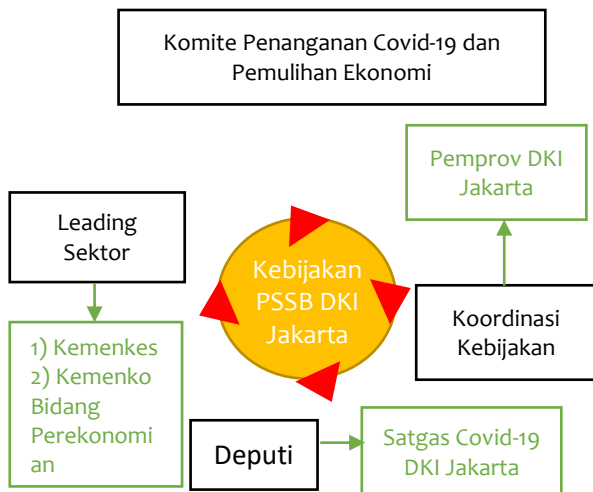 Komite Penanganan Covid-19 dan
Pemulihan Ekonomi
Pemprov DKI
Jakarta
Leading
Sektor
Kebijakan
PSSB DKI
Jakarta
Koordinasi
Kebijakan
1) Kemenkes
2) Kemenko
Bidang
Perekonomi
an
Deputi
Satgas Covid-19
DKI Jakarta